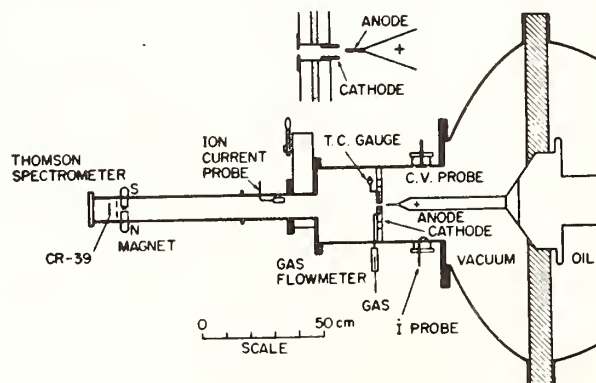 ANODE
+
CATHODE
ION
CURRENT
PROBE
T.C. GAUGE
C.V. PROBE
THOMSON
SPECTROMETER
S
N
MAGNET
CR-39
+
ANODE
CATHODE
VACUUM
OIL
GAS
FLOWMETER
GAS
İ PROBE
0 50 cm
SCALE